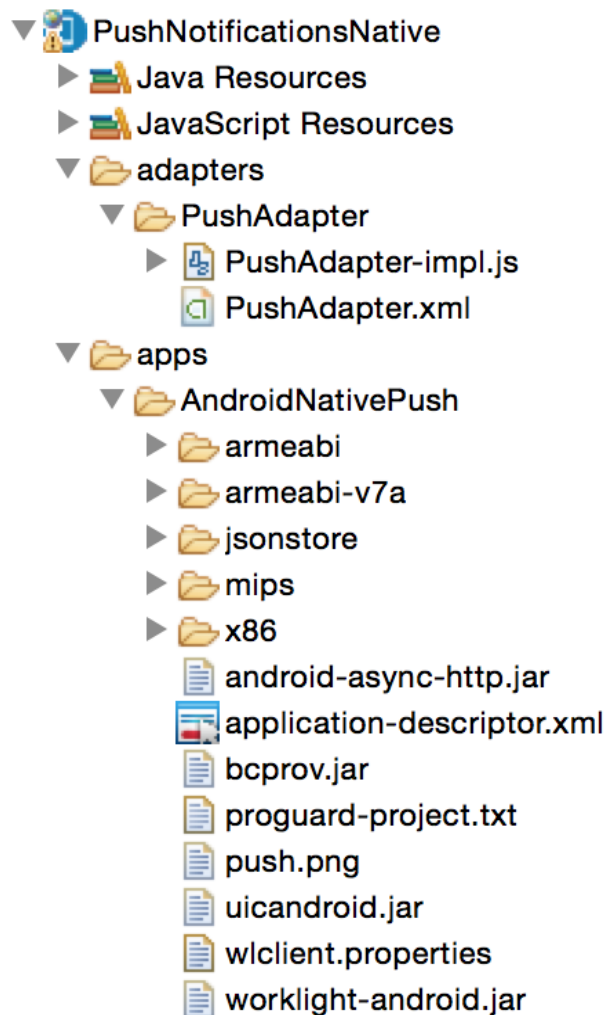 PushNotificationsNative
Java Resources
JavaScript Resources
adapters
PushAdapter
PushAdapter-impl.js
PushAdapter.xml
apps
AndroidNativePush
armeabi
armeabi-v7a
jsonstore
mips
x86
android-async-http.jar
application-descriptor.xml
bcprov.jar
proguard-project.txt
push.png
uicandroid.jar
wlclient.properties
worklight-android.jar